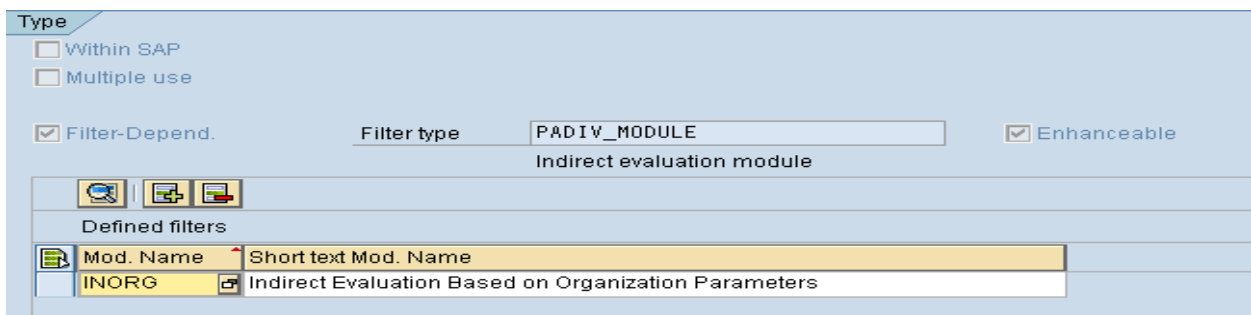 Type
Within SAP
Multiple use
Filter-Depend. Filter type PADIV_MODULE Enhanceable
Indirect evaluation module
Defined filters
Mod. Name Short text Mod. Name
INORG Indirect Evaluation Based on Organization Parameters